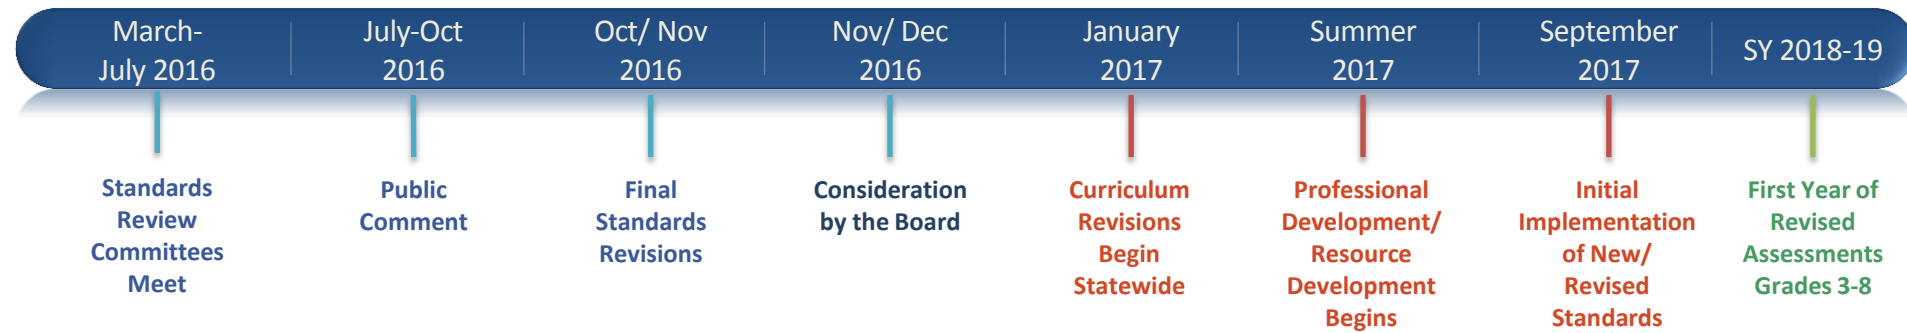 March-
July 2016
July-Oct
2016
Oct/ Nov
2016
Nov/ Dec
2016
January
2017
Summer
2017
September
2017
SY 2018-19
Standards
Review
Committees
Meet
Public
Comment
Final
Standards
Revisions
Consideration
by the Board
Curriculum
Revisions
Begin
Statewide
Professional
Development/
Resource
Development
Begins
Initial
Implementation
of New/
Revised
Standards
First Year of
Revised
Assessments
Grades 3-8